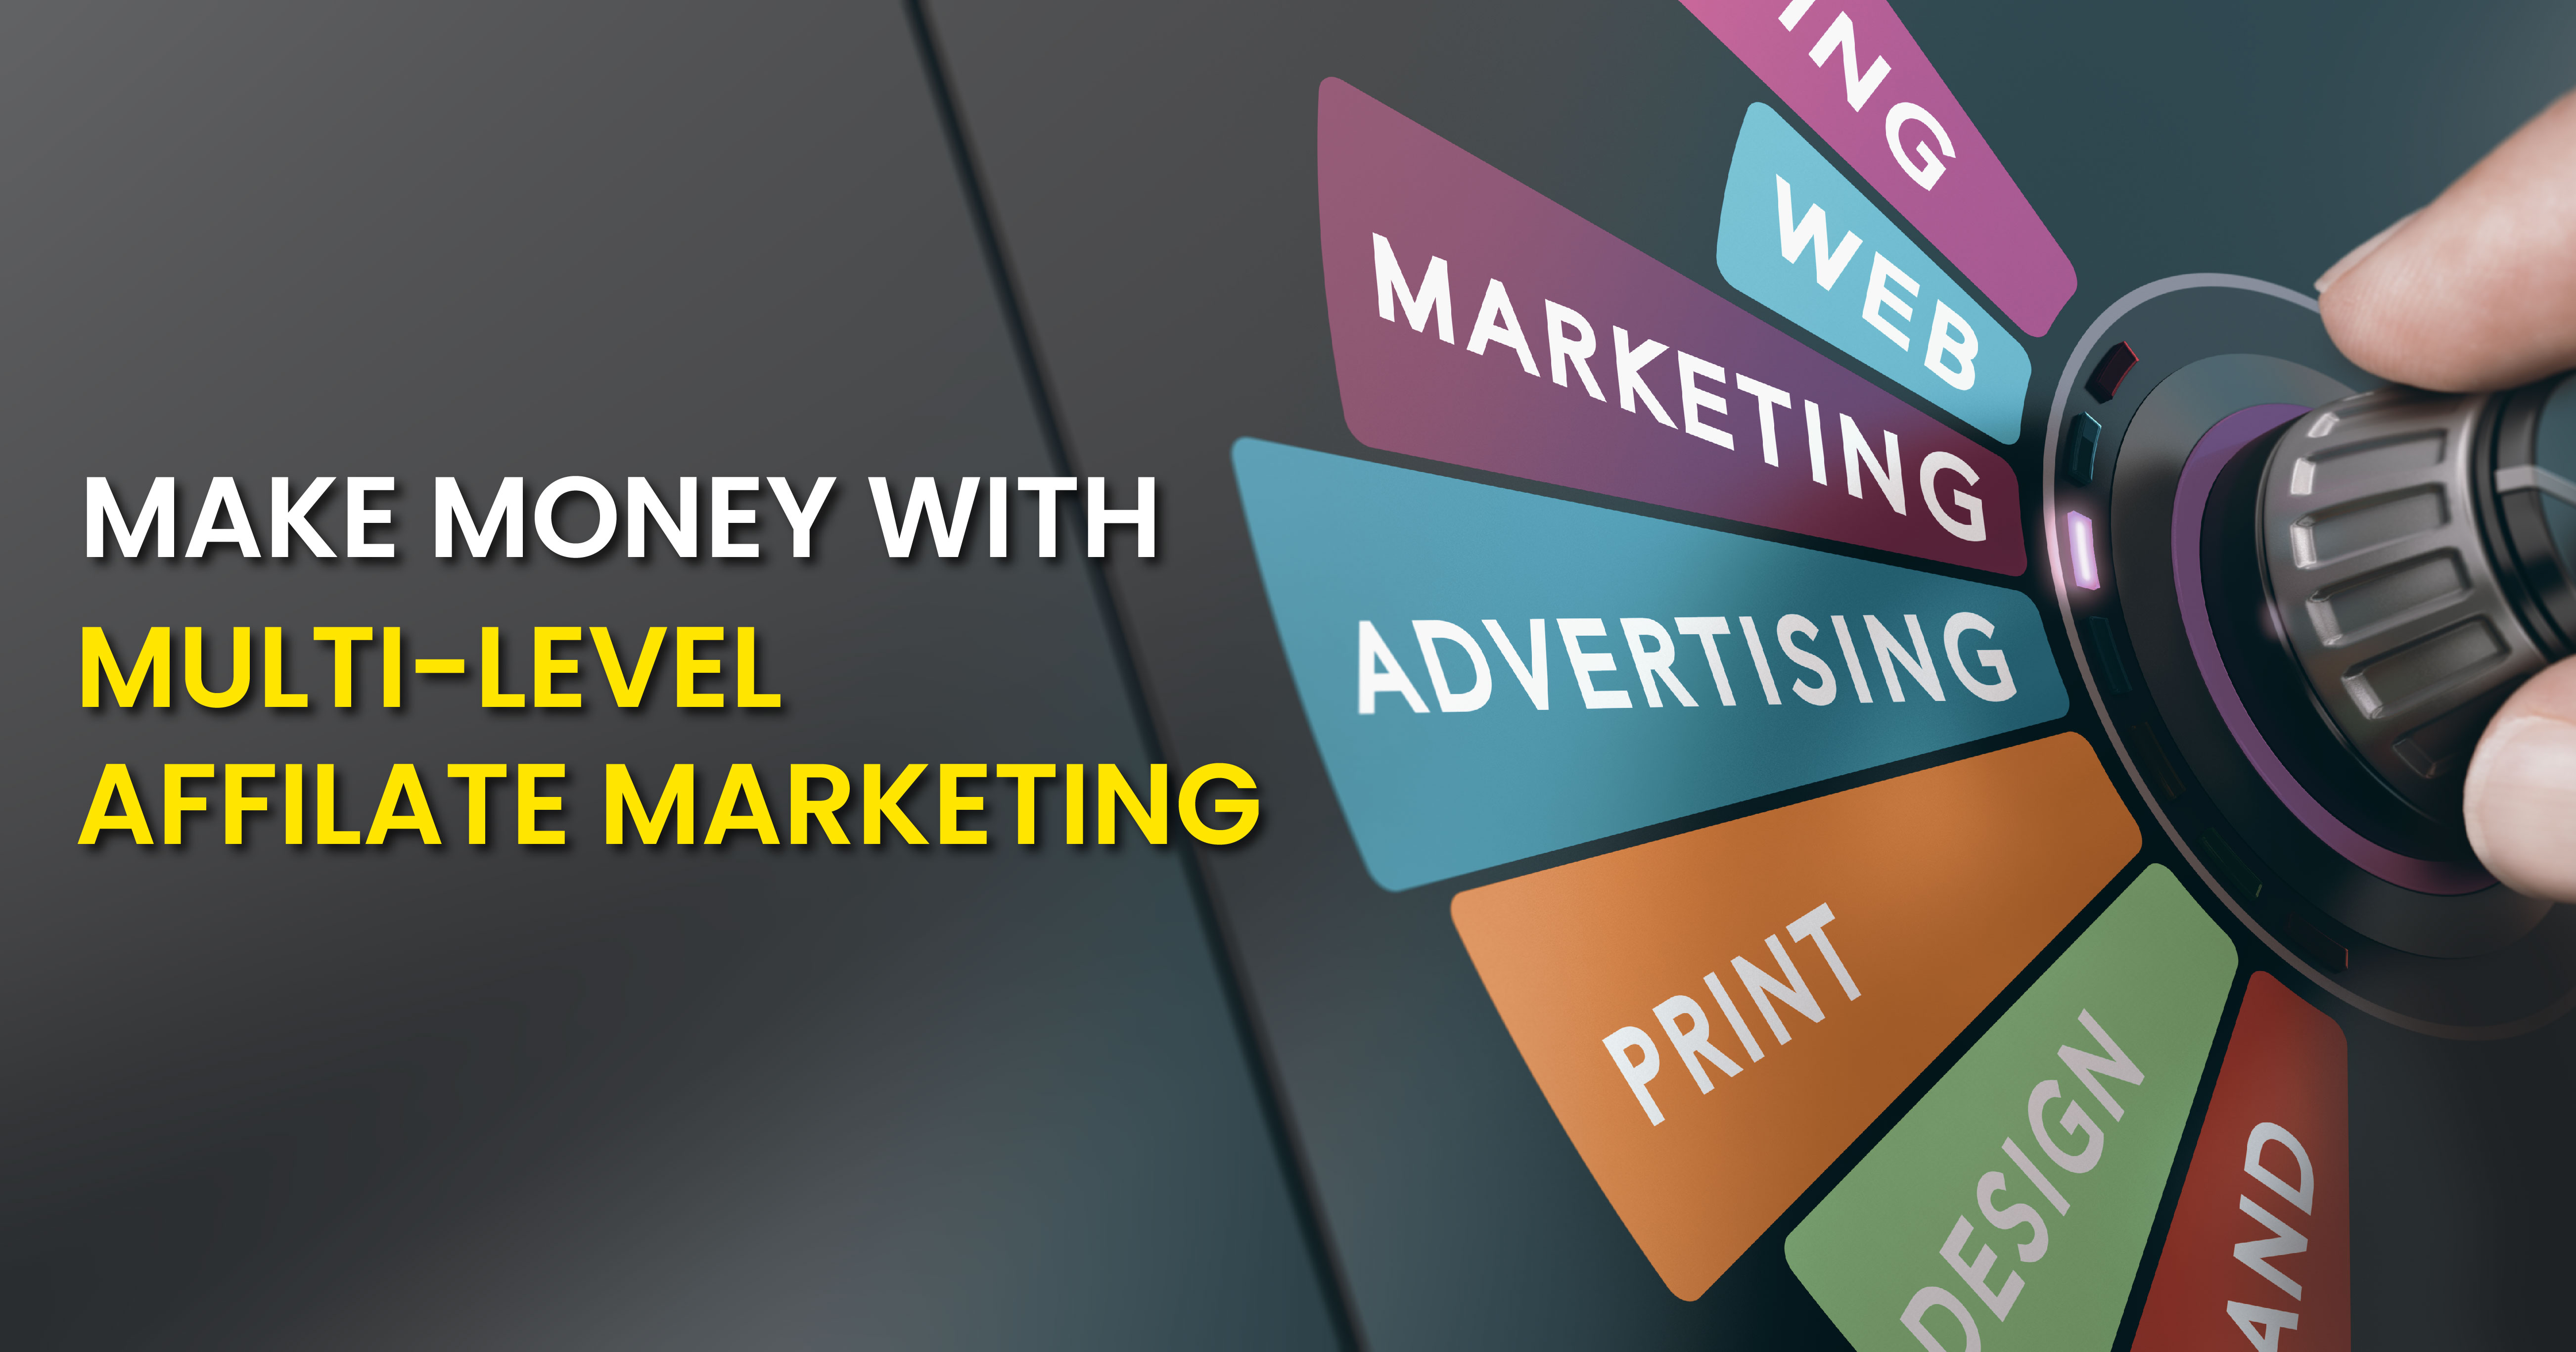 MAKE MONEY WITH
MULTI-LEVEL
AFFILATE MARKETING
ING
WEB
MARKETING
ADVERTISING
PRINT
DESIGN
AND